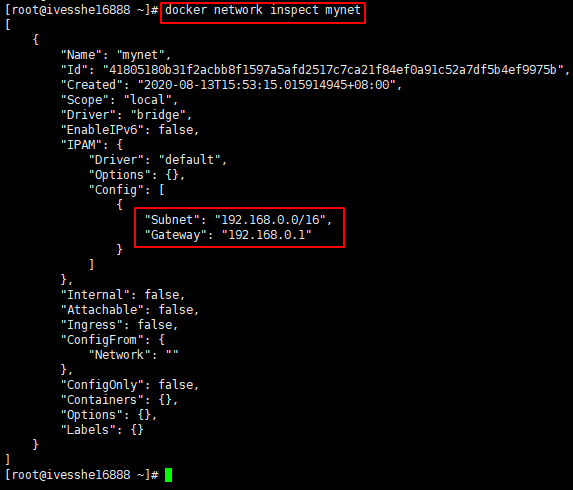 [root@ivesshe16888 ~]# docker network inspect mynet
[
    {
        "Name": "mynet",
        "Id": "41805180b31f2acbb8f1597a5afd2517c7ca21f84ef0a91c52a7df5b4ef9975b",
        "Created": "2020-08-13T15:53:15.015914945+08:00",
        "Scope": "local",
        "Driver": "bridge",
        "EnableIPv6": false,
        "IPAM": {
            "Driver": "default",
            "Options": {},
            "Config": [
                {
                    "Subnet": "192.168.0.0/16",
                    "Gateway": "192.168.0.1"
                }
            ]
        },
        "Internal": false,
        "Attachable": false,
        "Ingress": false,
        "ConfigFrom": {
            "Network": ""
        },
        "ConfigOnly": false,
        "Containers": {},
        "Options": {},
        "Labels": {}
    }
]
[root@ivesshe16888 ~]#